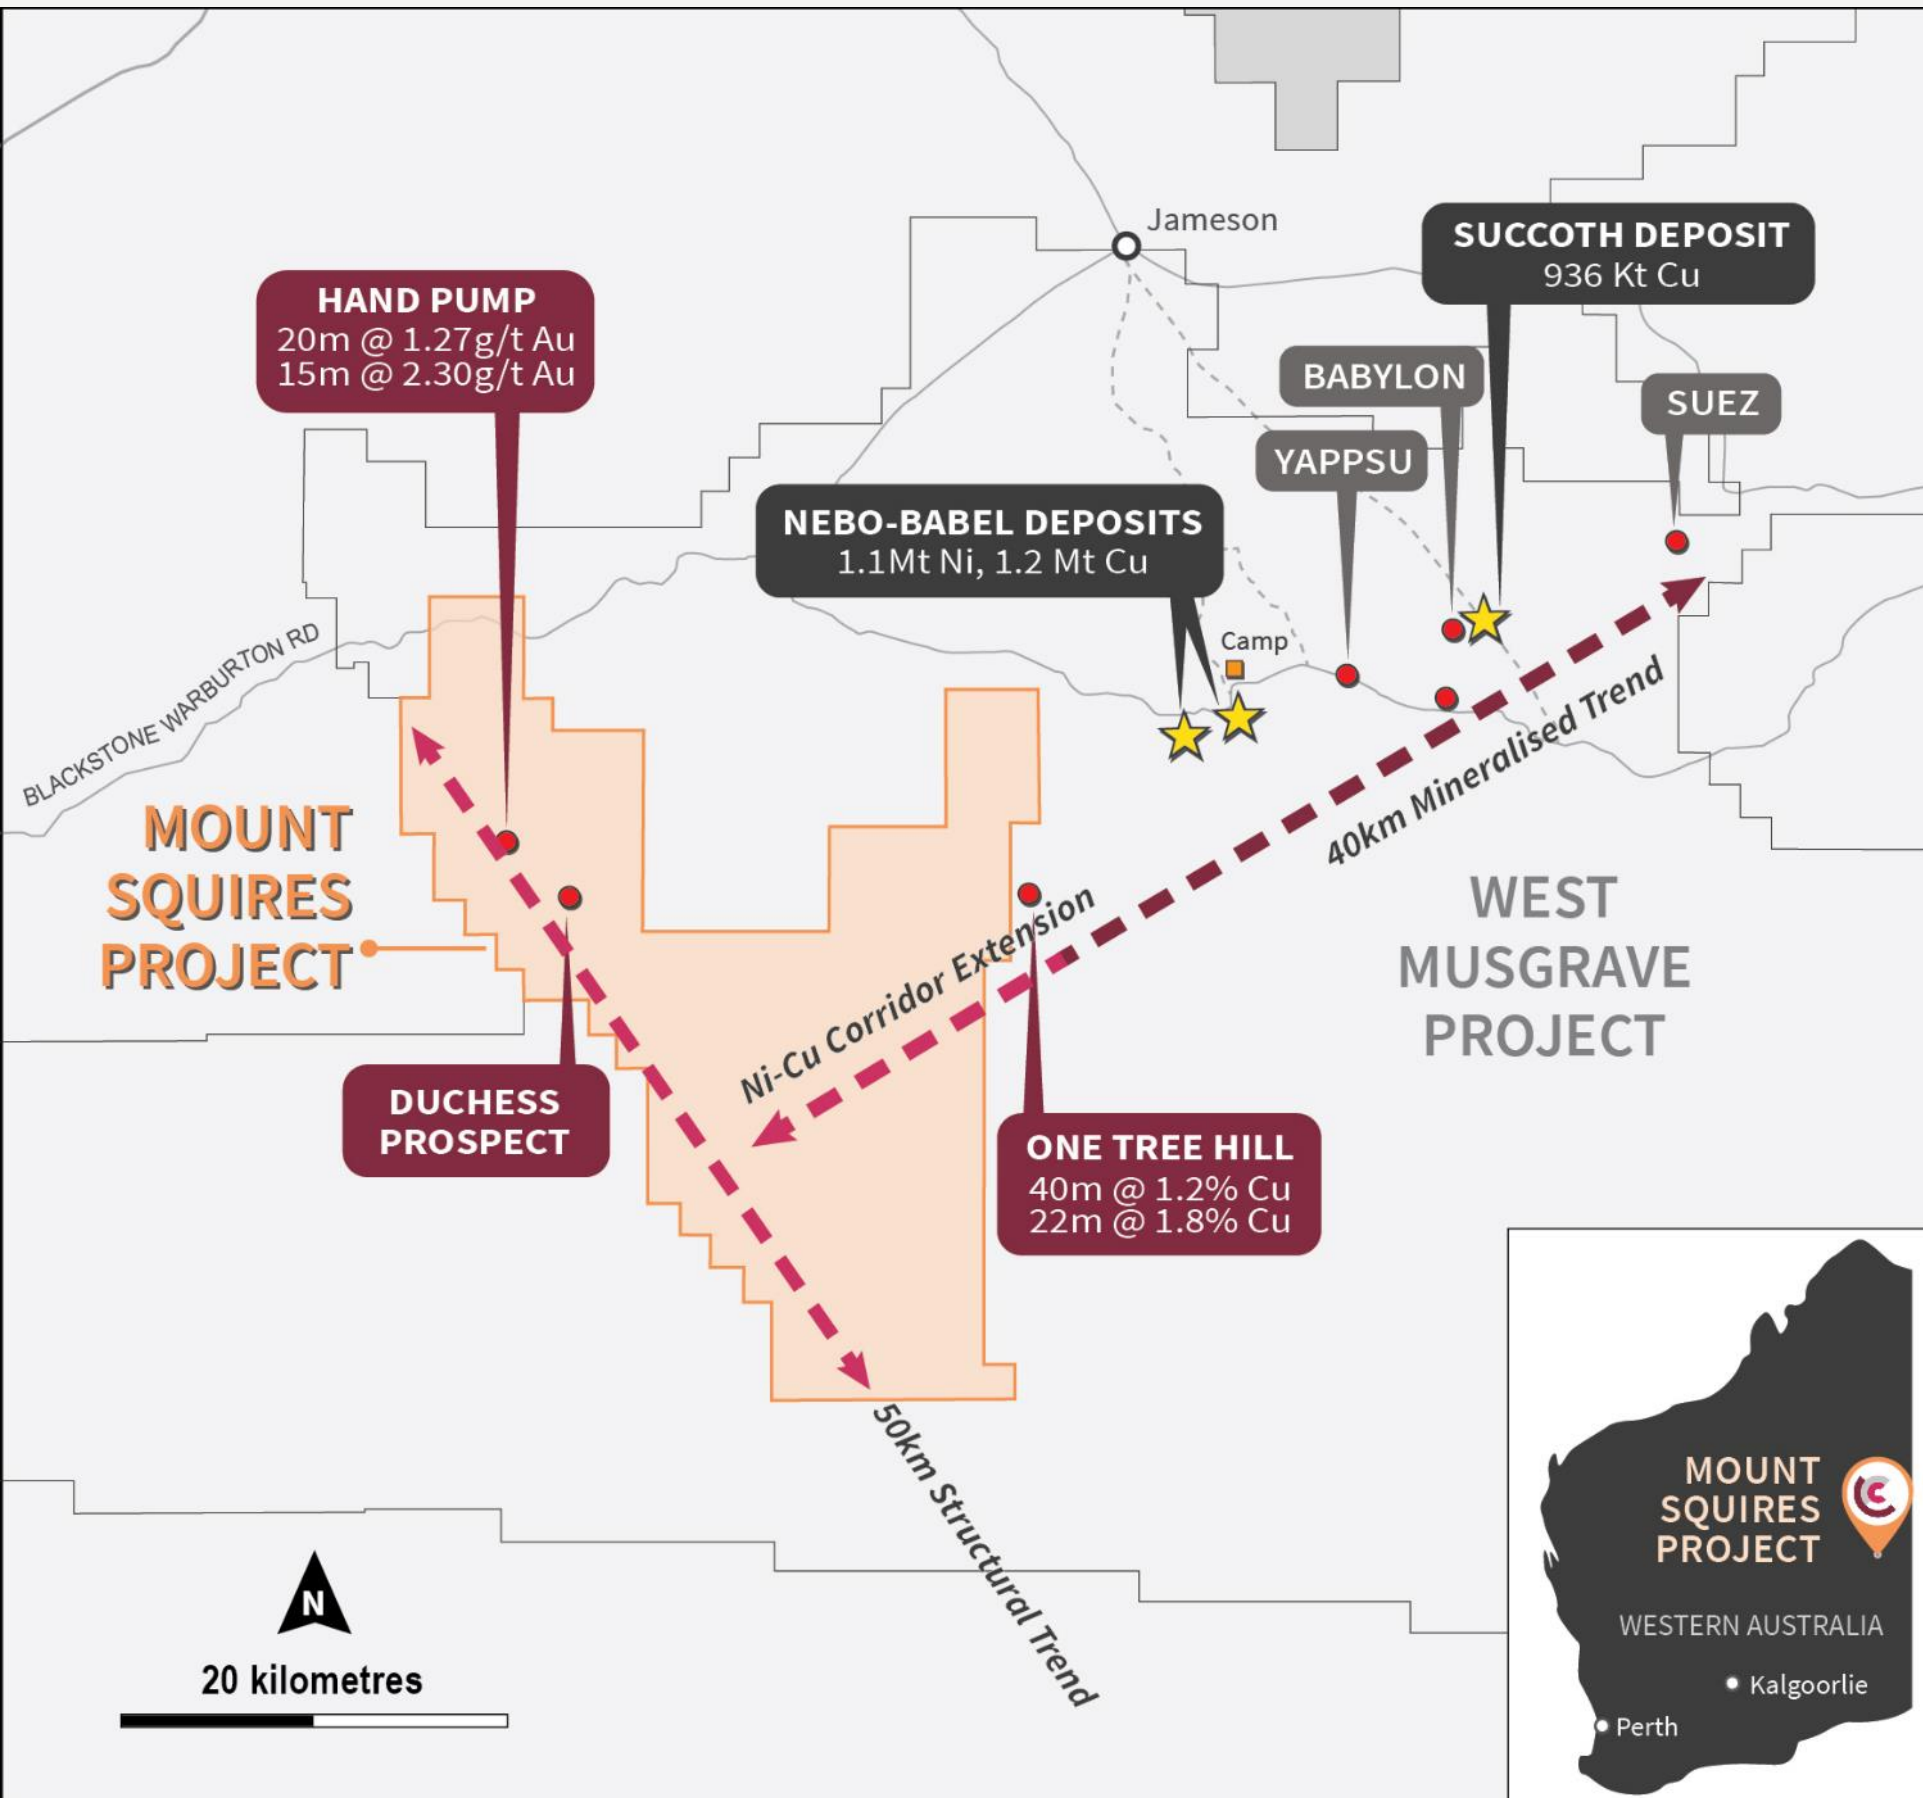 Jameson
SUCCOTH DEPOSIT
936 Kt Cu
HAND PUMP
20m @ 1.27g/t Au
15m @ 2.30g/t Au
BABYLON
SUEZ
YAPPSU
NEBO-BABEL DEPOSITS
1.1Mt Ni, 1.2 Mt Cu
Camp
BLACKSTONE WARBURTON RD
40km Mineralised Trend
MOUNT
SQUIRES
PROJECT
WEST
MUSGRAVE
PROJECT
Ni-Cu Corridor Extension
DUCHESS
PROSPECT
ONE TREE HILL
40m @ 1.2% Cu
22m @ 1.8% Cu
50km Structural Trend
N
20 kilometres
MOUNT
SQUIRES
PROJECT
WESTERN AUSTRALIA
Kalgoorlie
Perth